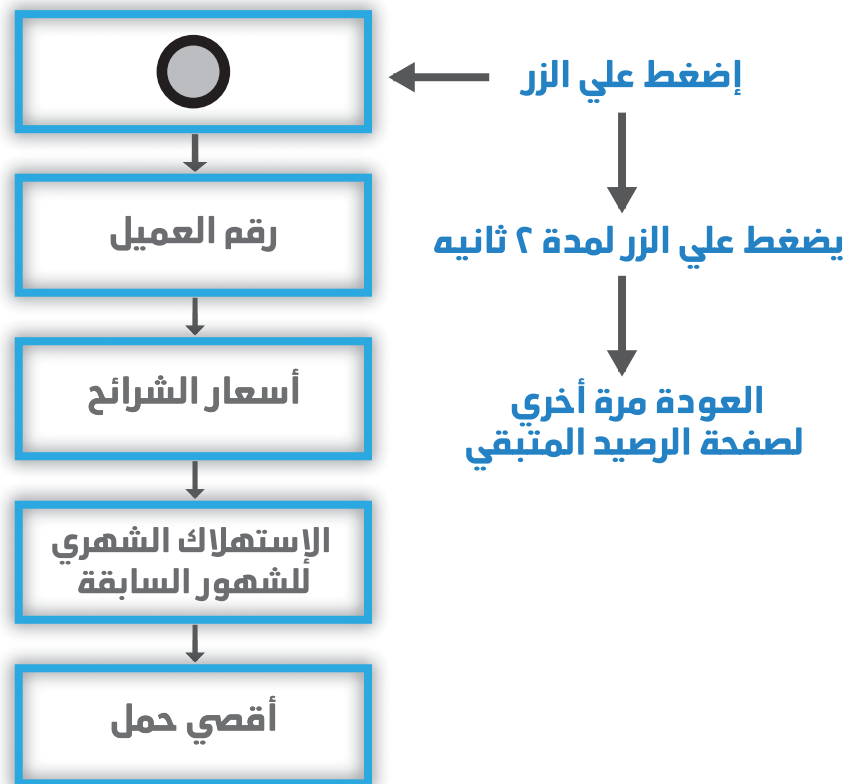 إضغط علي الزر
يضغط علي الزر لمدة ٢ ثانيه
العودة مرة أخري
لصفحة الرصيد المتبقي
رقم العميل
أسعار الشرائح
الإستهلاك الشهري
للشهور السابقة
أقصي حمل